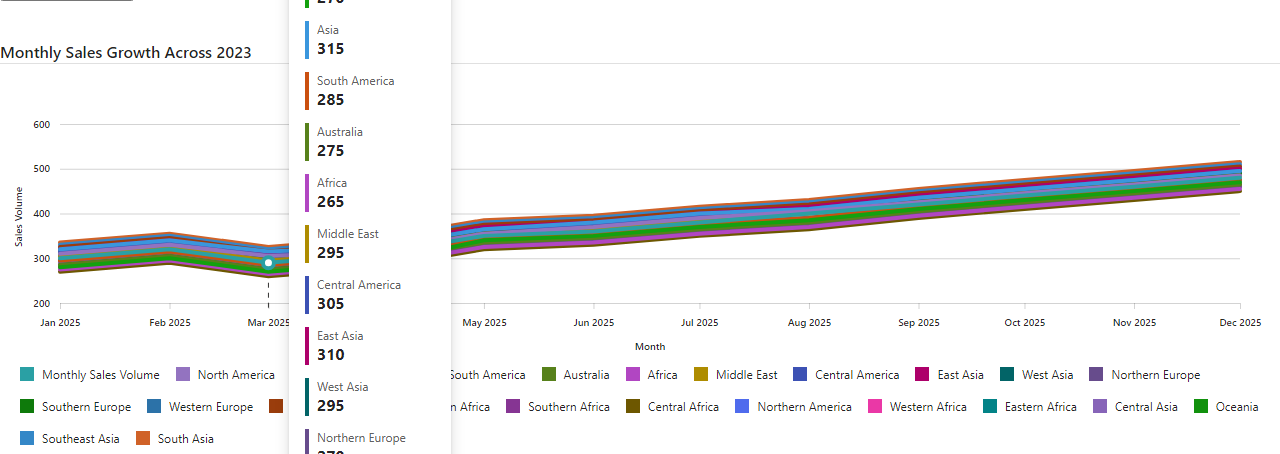 Asia
315
Monthly Sales Growth Across 2023
South America
285
Australia
275
Africa
265
Middle East
295
Central America
305
East Asia
310
West Asia
295
Northern Europe
Sales Volume
600
500
400
300
200
Jan 2025
Feb 2025
Mar 2025
May 2025
Jun 2025
Jul 2025
Aug 2025
Sep 2025
Oct 2025
Nov 2025
Dec 2025
Month
Monthly Sales Volume
North America
South America
Australia
Africa
Middle East
Central America
East Asia
West Asia
Northern Europe
Southern Europe
Western Europe
Africa
Southern Africa
Central Africa
Northern America
Western Africa
Eastern Africa
Central Asia
Oceania
Southeast Asia
South Asia